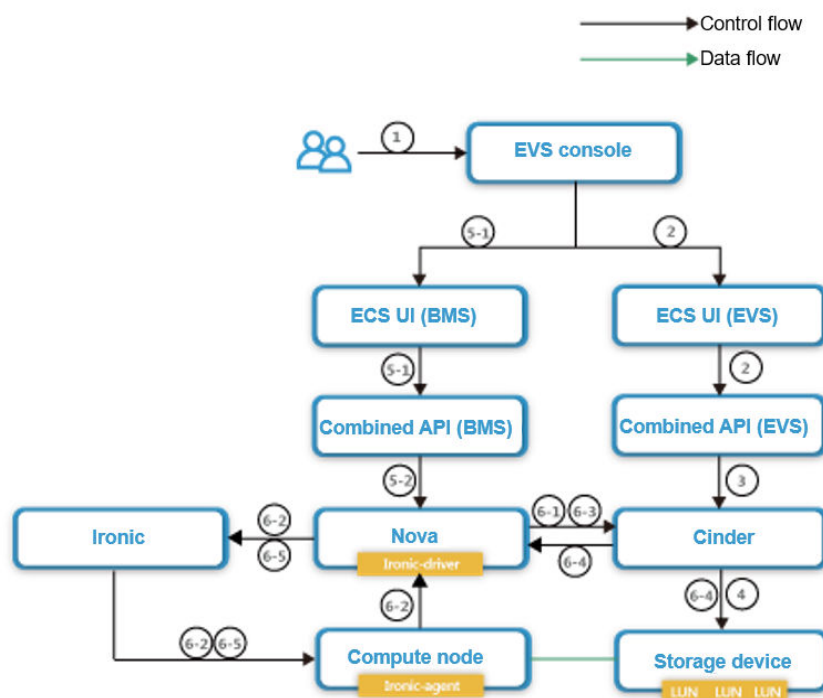 Control flow
Data flow
1
EVS console
5-1
2
ECS UI (BMS)
ECS UI (EVS)
5-1
2
Combined API (BMS)
Combined API (EVS)
5-2
3
6-2
6-1 6-3
Ironic
Nova
Cinder
Ironic-driver
6-5
6-4
6-2
6-4 4
6-2 6-5
Compute node
Storage device
Ironic-agent
LUN LUN LUN